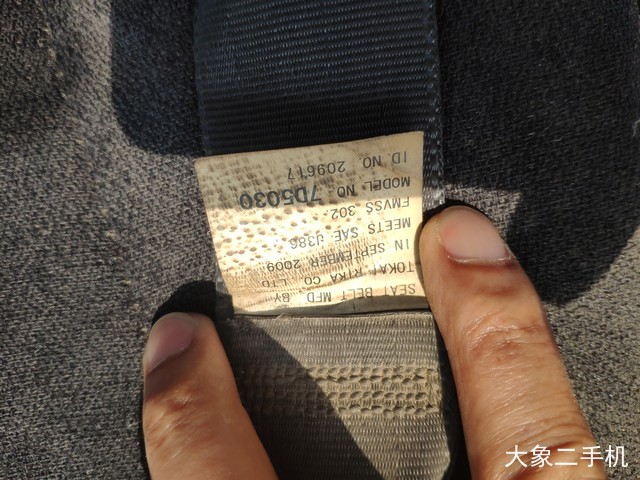 SEAT BELT MFD. BY
TOKAI RIKA CO. LTD.
IN SEPTEMBER 2009
MEETS SAE J386
FMVSS 302.
MODEL NO. 7D5030
ID NO. 209617
大象二手机